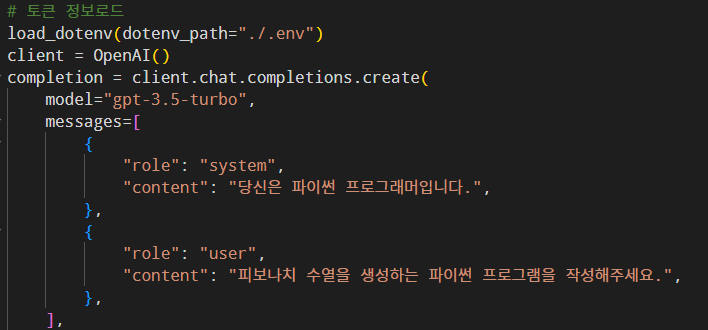 # 토큰 정보로드
load_dotenv(dotenv_path="./.env")
client = OpenAI()
completion = client.chat.completions.create(
    model="gpt-3.5-turbo",
    messages=[
        {
            "role": "system",
            "content": "당신은 파이썬 프로그래머입니다.",
        },
        {
            "role": "user",
            "content": "피보나치 수열을 생성하는 파이썬 프로그램을 작성해주세요.",
        },
    ],